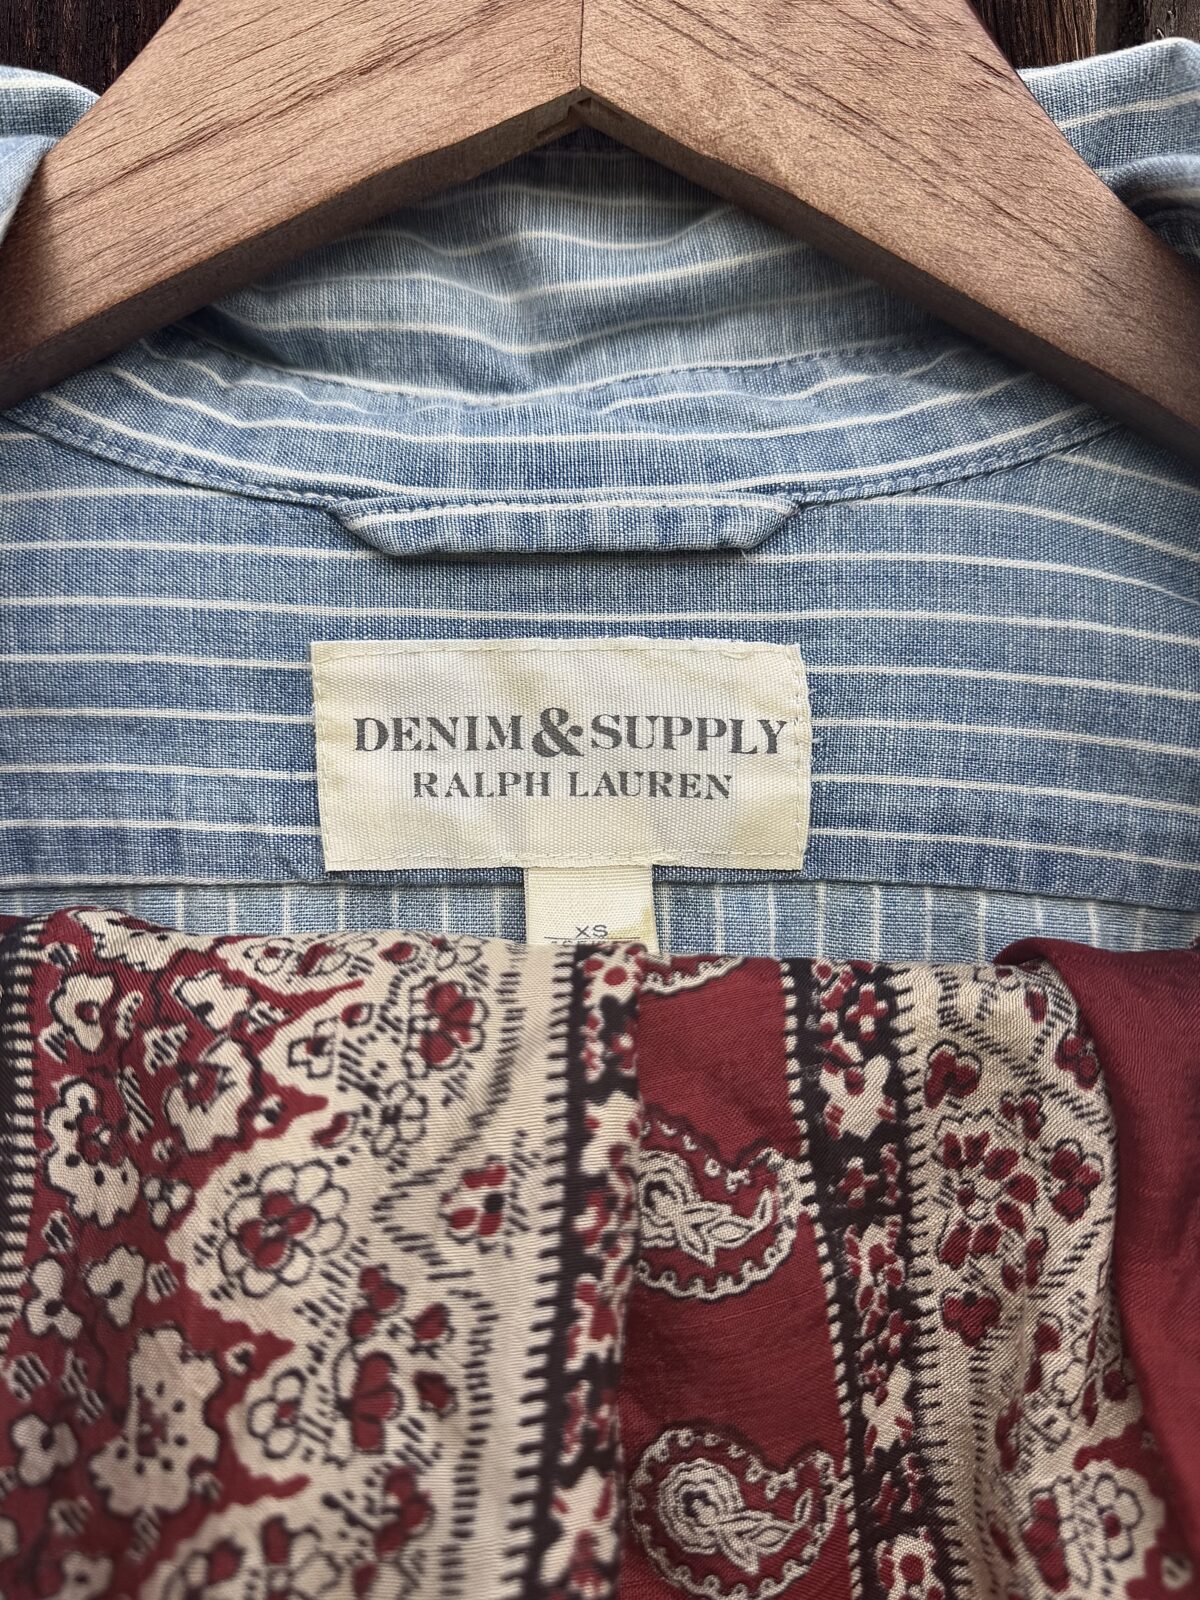 DENIM & SUPPLY
RALPH LAUREN
XS